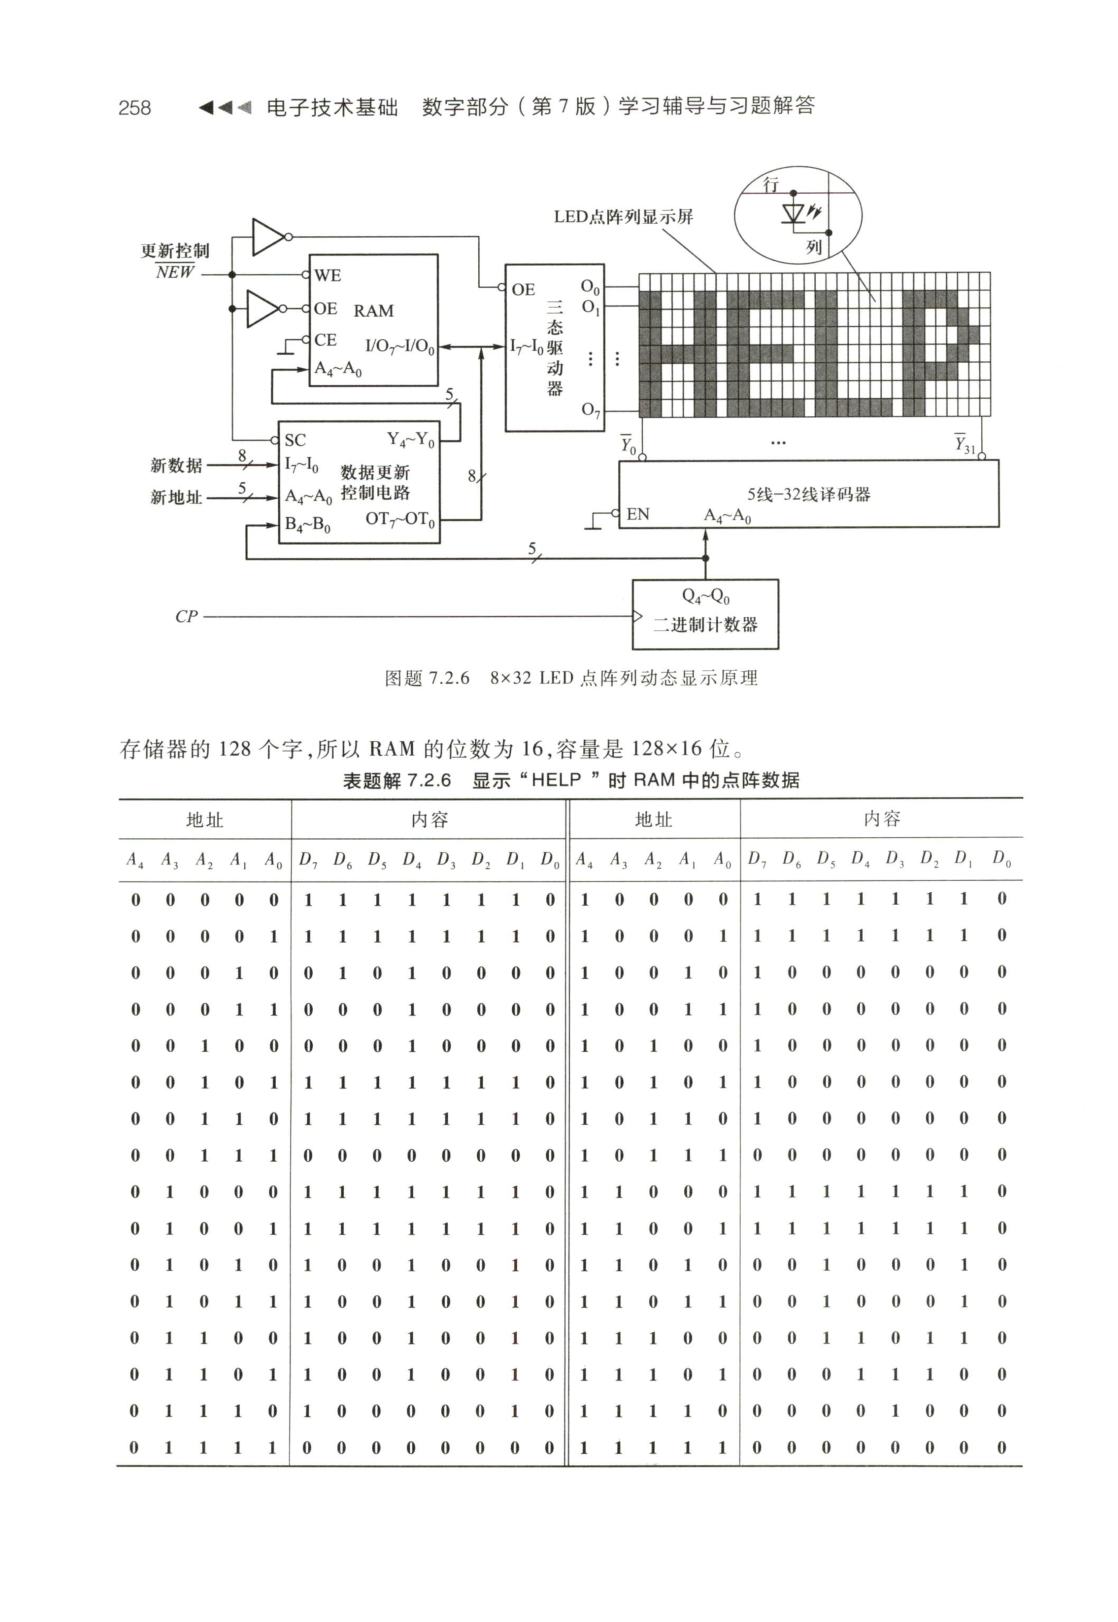 258 ◀◀◀ 电子技术基础 数字部分（第 7 版）学习辅导与习题解答
行
LED点阵列显示屏
列
更新控制
NEW
WE
OE
RAM
CE
I/O₇~I/O₀
A₄~A₀
5
OE
三态驱动器
I₇~I₀
O₀
O₁
⋮
⋮
O₇
SC
Y₄~Y₀
新数据
8
I₇~I₀
数据更新
控制电路
新地址
5
A₄~A₀
B₄~B₀
OT₇~OT₀
8
5
Y̅₀
…
Y̅₃₁
5线-32线译码器
EN
A₄~A₀
Q₄~Q₀
二进制计数器
CP
图题 7.2.6 8×32 LED 点阵列动态显示原理
存储器的 128 个字,所以 RAM 的位数为 16,容量是 128×16 位。
表题解 7.2.6 显示“HELP ”时 RAM 中的点阵数据
地址 内容 地址 内容
A₄ A₃ A₂ A₁ A₀ D₇ D₆ D₅ D₄ D₃ D₂ D₁ D₀ A₄ A₃ A₂ A₁ A₀ D₇ D₆ D₅ D₄ D₃ D₂ D₁ D₀
0 0 0 0 0 1 1 1 1 1 1 1 0 1 0 0 0 0 1 1 1 1 1 1 1 0
0 0 0 0 1 1 1 1 1 1 1 1 0 1 0 0 0 1 1 1 1 1 1 1 1 0
0 0 0 1 0 0 1 0 1 0 0 0 0 1 0 0 1 0 1 0 0 0 0 0 0 0
0 0 0 1 1 0 0 0 1 0 0 0 0 1 0 0 1 1 1 0 0 0 0 0 0 0
0 0 1 0 0 0 0 0 1 0 0 0 0 1 0 1 0 0 1 0 0 0 0 0 0 0
0 0 1 0 1 1 1 1 1 1 1 1 0 1 0 1 0 1 1 0 0 0 0 0 0 0
0 0 1 1 0 1 1 1 1 1 1 1 0 1 0 1 1 0 1 0 0 0 0 0 0 0
0 0 1 1 1 0 0 0 0 0 0 0 0 1 0 1 1 1 0 0 0 0 0 0 0 0
0 1 0 0 0 1 1 1 1 1 1 1 0 1 1 0 0 0 1 1 1 1 1 1 1 0
0 1 0 0 1 1 1 1 1 1 1 1 0 1 1 0 0 1 1 1 1 1 1 1 1 0
0 1 0 1 0 1 0 0 1 0 0 1 0 1 1 0 1 0 0 0 1 0 0 0 1 0
0 1 0 1 1 1 0 0 1 0 0 1 0 1 1 0 1 1 0 0 1 0 0 0 1 0
0 1 1 0 0 1 0 0 1 0 0 1 0 1 1 1 0 0 0 0 1 1 0 1 1 0
0 1 1 0 1 1 0 0 1 0 0 1 0 1 1 1 0 1 0 0 0 1 1 1 0 0
0 1 1 1 0 1 0 0 0 0 0 1 0 1 1 1 1 0 0 0 0 0 1 0 0 0
0 1 1 1 1 0 0 0 0 0 0 0 0 1 1 1 1 1 0 0 0 0 0 0 0 0